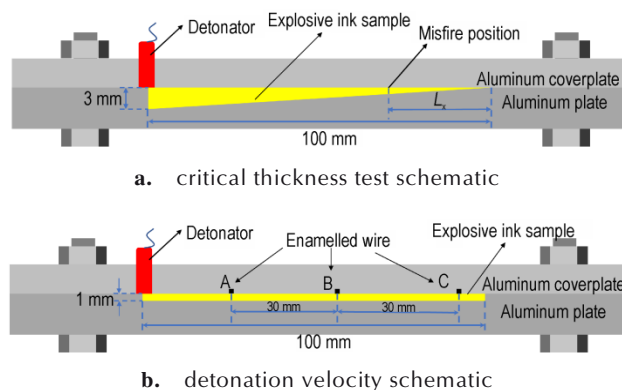 Explosive ink sample
Detonator
Misfire position
Aluminum coverplate
3 mm
Aluminum plate
Lx
100 mm
a. critical thickness test schematic
Detonator
Enamelled wire
Explosive ink sample
A
B
C
Aluminum coverplate
1 mm
30 mm
30 mm
Aluminum plate
100 mm
b. detonation velocity schematic